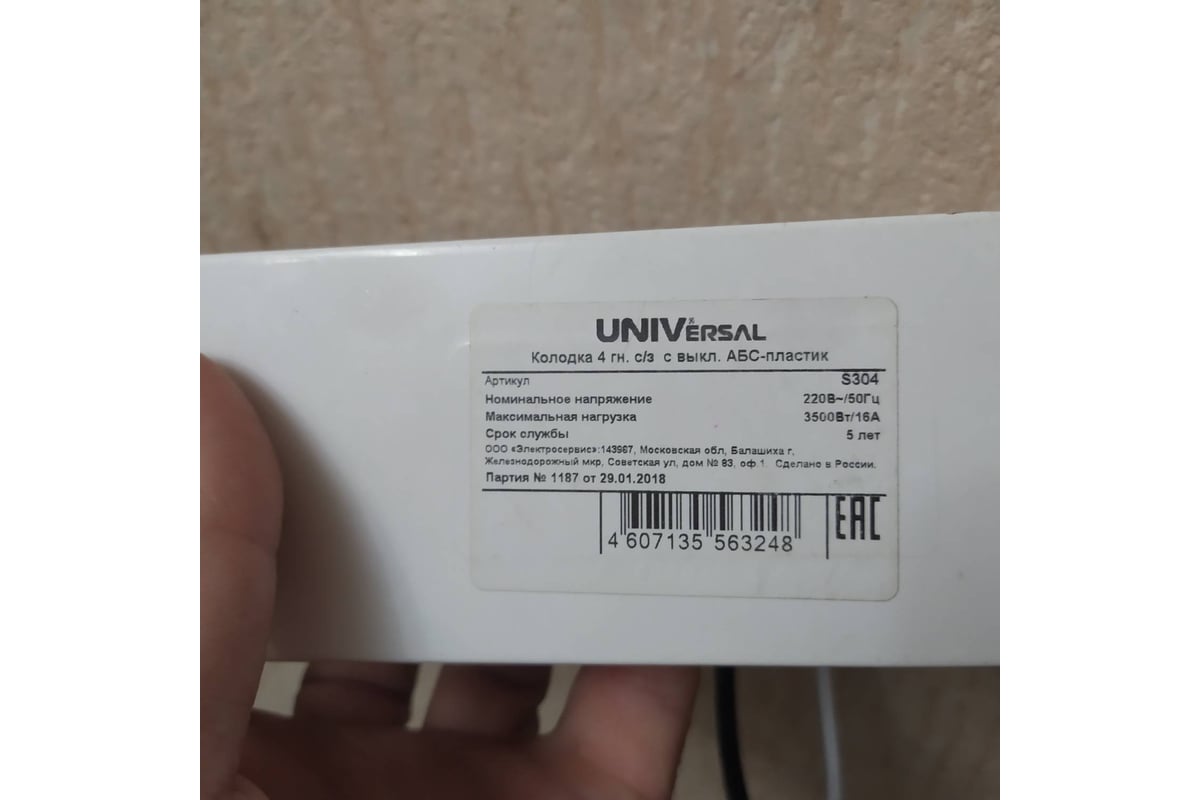 UNIVERSAL
Колодка 4 гн. с/з с выкл. АБС-пластик
Артикул S304
Номинальное напряжение 220В~/50Гц
Максимальная нагрузка 3500Вт/16А
Срок службы 5 лет
ООО «Электросервис»:143967, Московская обл, Балашиха г,
Железнодорожный мкр, Советская ул, дом № 83, оф.1. Сделано в России.
Партия № 1187 от 29.01.2018
4 607135 563248
EAC